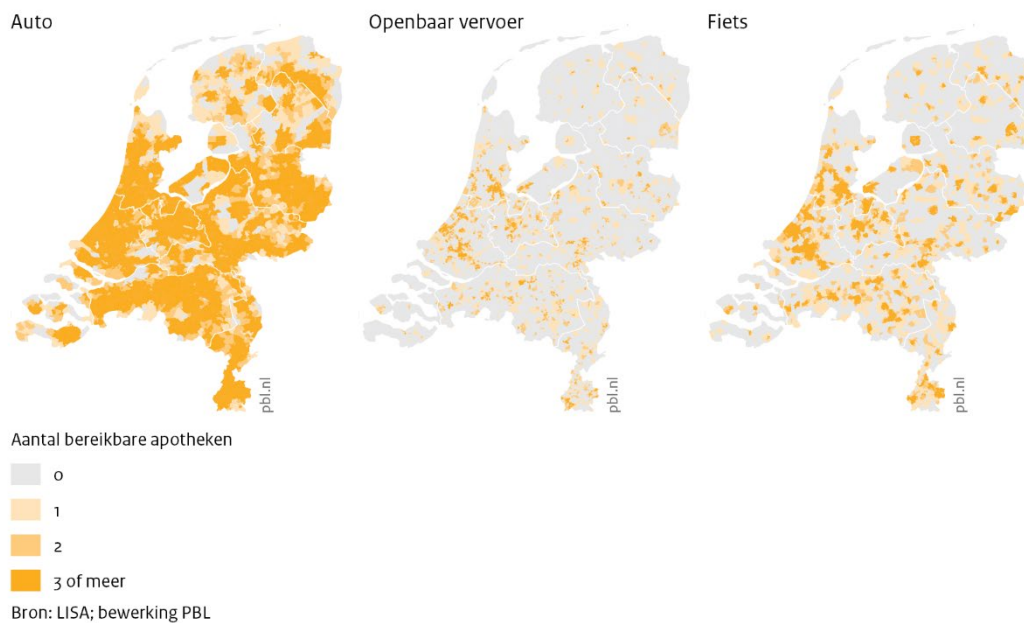 Auto
Openbaar vervoer
Fiets
pbl.nl
pbl.nl
pbl.nl
Aantal bereikbare apotheken
0
1
2
3 of meer
Bron: LISA; bewerking PBL